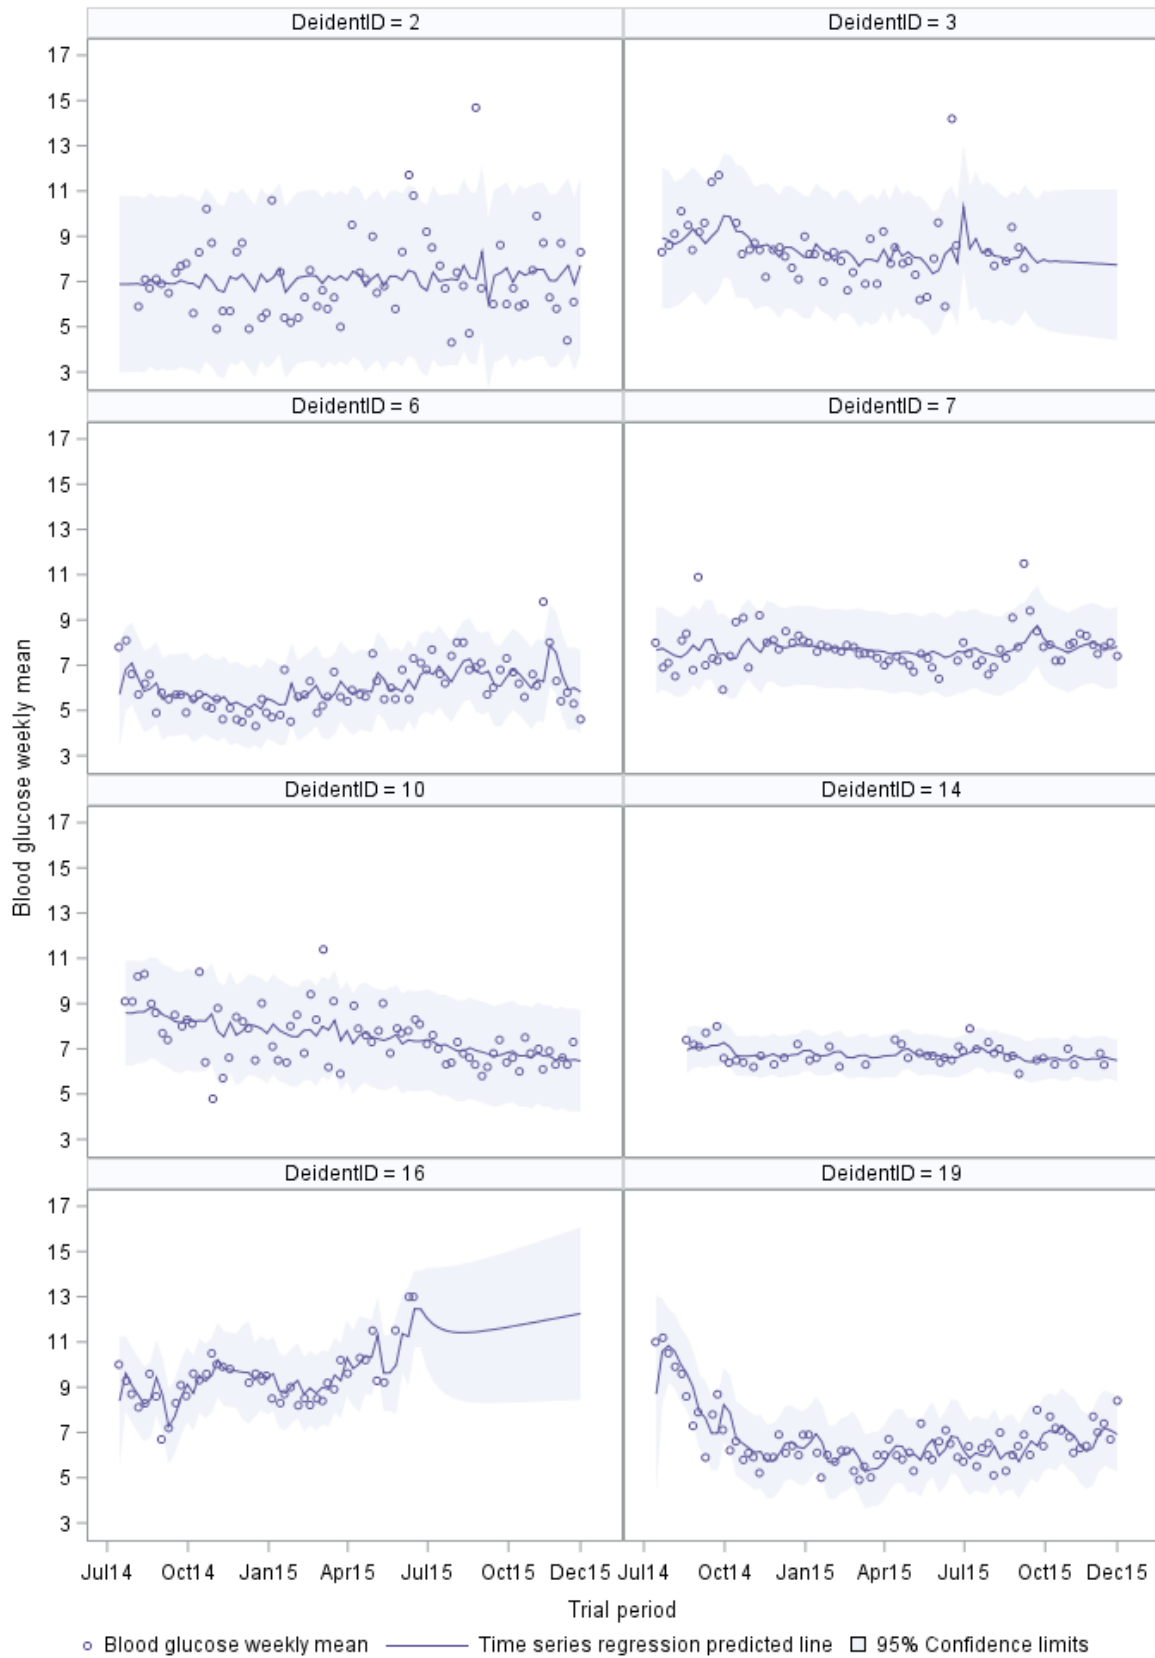 DeidentID = 2
DeidentID = 3
17
15
13
11
9
7
5
3
DeidentID = 6
DeidentID = 7
17
15
13
11
9
7
5
3
Blood glucose weekly mean
DeidentID = 10
DeidentID = 14
17
15
13
11
9
7
5
3
DeidentID = 16
DeidentID = 19
17
15
13
11
9
7
5
3
Jul14 Oct14 Jan15 Apr15 Jul15 Oct15 Dec15 Jul14 Oct14 Jan15 Apr15 Jul15 Oct15 Dec15
Trial period
Blood glucose weekly mean Time series regression predicted line 95% Confidence limits